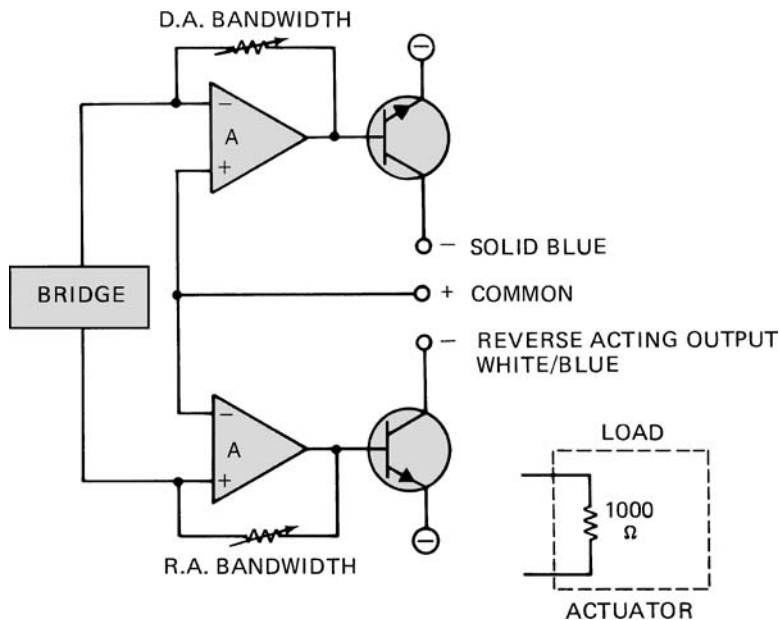 D.A. BANDWIDTH
−
−
A
+
− SOLID BLUE
BRIDGE
+ COMMON
− REVERSE ACTING OUTPUT
WHITE/BLUE
−
A
+
LOAD
1000
Ω
−
R.A. BANDWIDTH
ACTUATOR